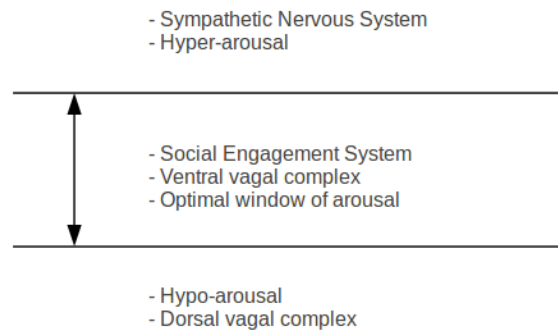 - Sympathetic Nervous System
- Hyper-arousal
- Social Engagement System
- Ventral vagal complex
- Optimal window of arousal
- Hypo-arousal
- Dorsal vagal complex